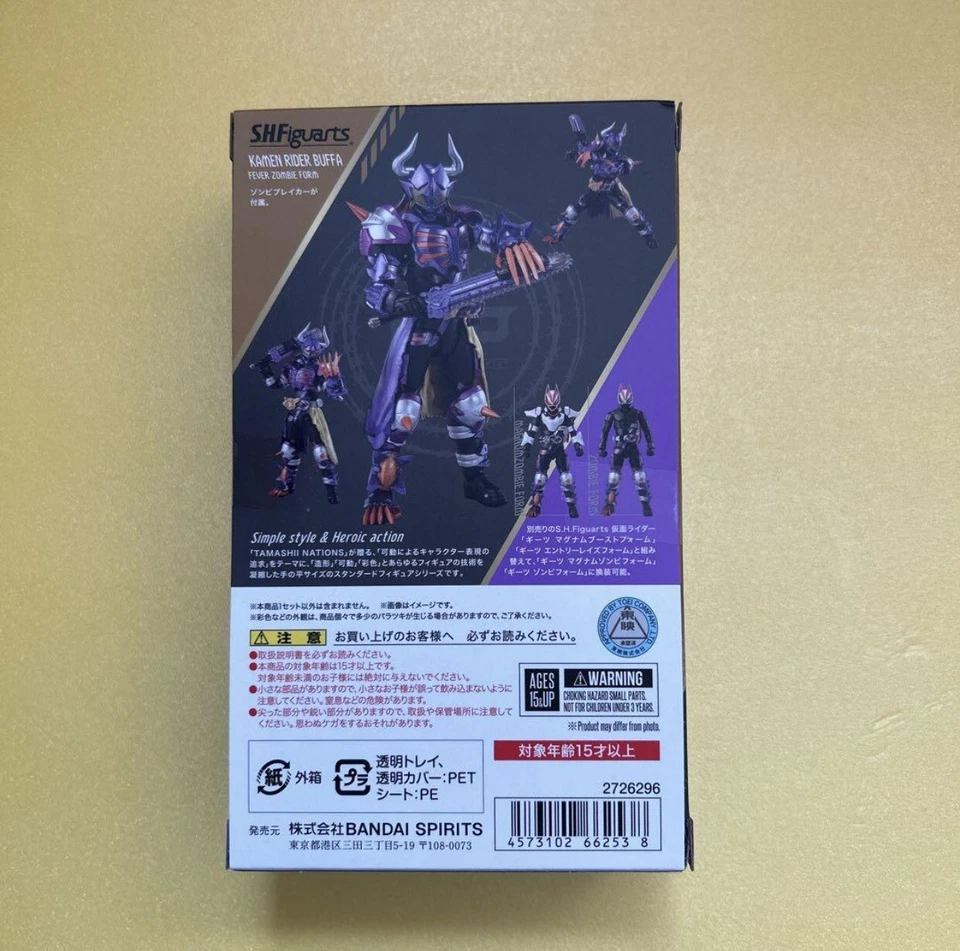 S.H.Figuarts
KAMEN RIDER BUFFA
FEVER ZOMBIE FORM
ゾンビブレイカーが
付属。
MAGNUMZOMBIE FORM
ZOMBIE FORM
Simple style & Heroic action
「TAMASHII NATIONS」が贈る、「可動によるキャラクター表現の
追求」をテーマに、「造形」「可動」「彩色」とあらゆるフィギュアの技術を
凝縮した手の平サイズのスタンダードフィギュアシリーズです。
別売りのS.H.Figuarts 仮面ライダー
「ギーツ マグナムブーストフォーム」
「ギーツ エントリーレイズフォーム」と組み
替えて、「ギーツ マグナムゾンビフォーム」
「ギーツ ゾンビフォーム」に換装可能。
※本商品1セット以外は含まれません。 ※画像はイメージです。
※彩色などの外観は、商品個々で多少のバラツキが生じる場合がありますので、ご了承ください。
注 意 お買い上げのお客様へ 必ずお読みください。
●取扱説明書を必ずお読みください。
●本商品の対象年齢は15才以上です。
対象年齢未満のお子様には絶対に与えないでください。
●小さな部品がありますので、小さなお子様が誤って飲み込まないように
注意してください。窒息などの危険があります。
●尖った部分や鋭い部分がありますので、取扱や保管場所に注意して
ください。思わぬケガをするおそれがあります。
APPROVED BY TOEI COMPANY LTD.
東映
AGES
15&UP
WARNING
CHOKING HAZARD SMALL PARTS.
NOT FOR CHILDREN UNDER 3 YEARS.
※Product may differ from photo.
対象年齢15才以上
紙 外箱
プラ 透明トレイ、
透明カバー:PET
シート:PE
2726296
発売元 株式会社BANDAI SPIRITS
東京都港区三田三丁目5-19 〒108-0073
4573102 66253 8